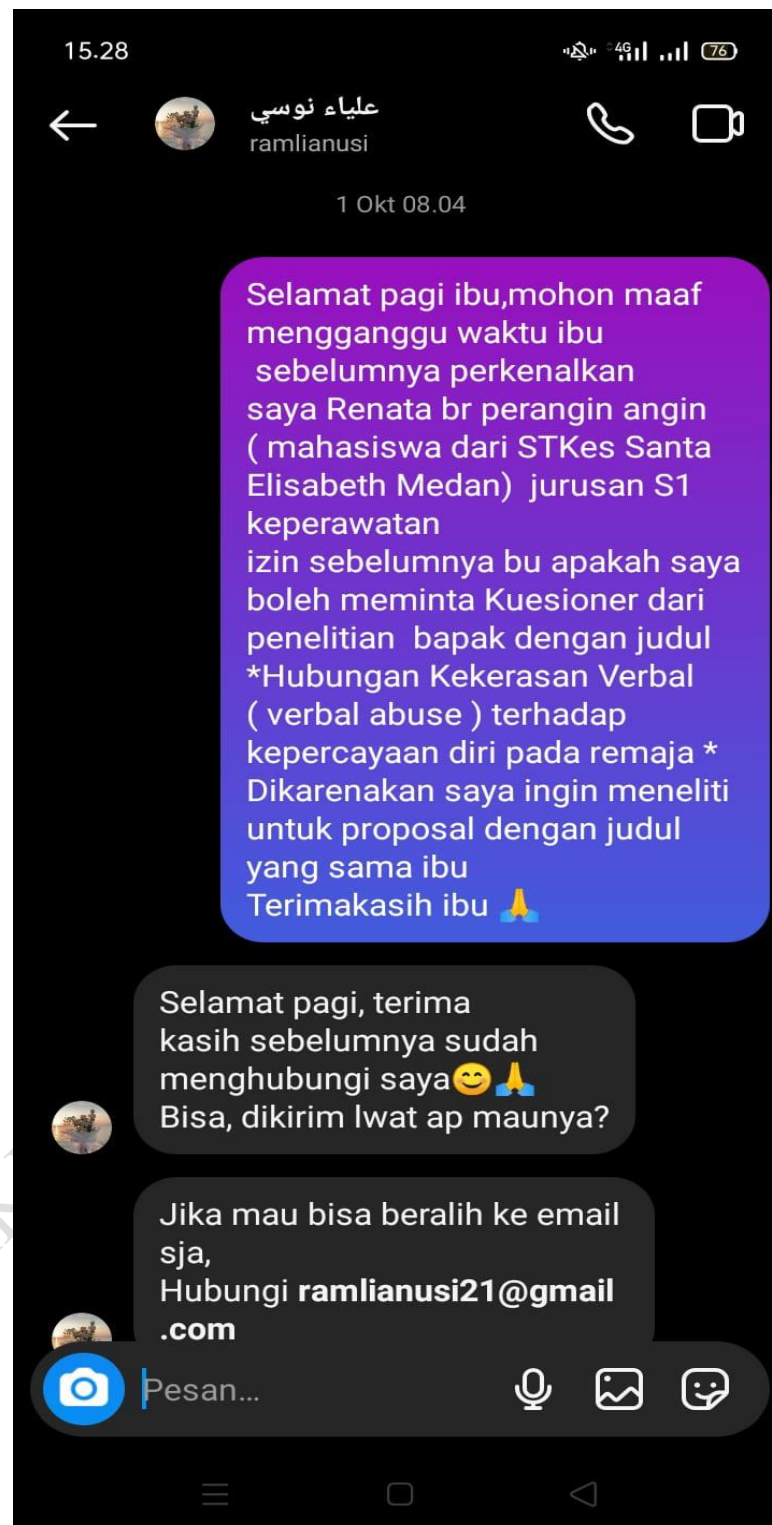 15.28
4G 76
علياء نوسي
ramlianusi
1 Okt 08.04
Selamat pagi ibu,mohon maaf
mengganggu waktu ibu
sebelumnya perkenalkan
saya Renata br perangin angin
( mahasiswa dari STKes Santa
Elisabeth Medan)  jurusan S1
keperawatan
izin sebelumnya bu apakah saya
boleh meminta Kuesioner dari
penelitian  bapak dengan judul
*Hubungan Kekerasan Verbal
( verbal abuse ) terhadap
kepercayaan diri pada remaja *
Dikarenakan saya ingin meneliti
untuk proposal dengan judul
yang sama ibu
Terimakasih ibu 🙏
Selamat pagi, terima
kasih sebelumnya sudah
menghubungi saya😊🙏
Bisa, dikirim lwat ap maunya?
Jika mau bisa beralih ke email
sja,
Hubungi ramlianusi21@gmail
.com
Pesan...